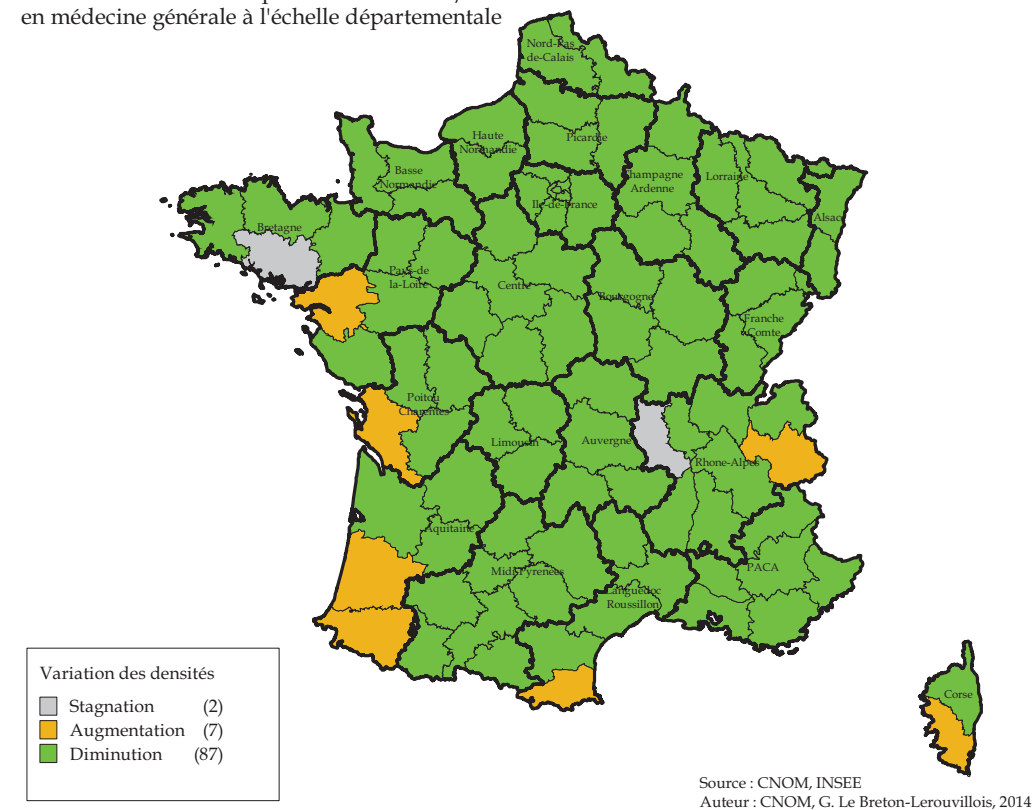 en médecine générale à l'échelle départementale
Nord-Pas
de-Calais
Haute
Normandie
Picardie
Basse
Normandie
Champagne
Ardenne
Lorraine
Ile-de-France
Alsace
Bretagne
Pays-de
la-Loire
Centre
Bourgogne
Franche
Comte
Poitou
Charentes
Limousin
Auvergne
Rhone-Alpes
Aquitaine
Midi-Pyrenees
Languedoc
Roussillon
PACA
Corse
Variation des densités
Stagnation (2)
Augmentation (7)
Diminution (87)
Source : CNOM, INSEE
Auteur : CNOM, G. Le Breton-Lerouvillois, 2014